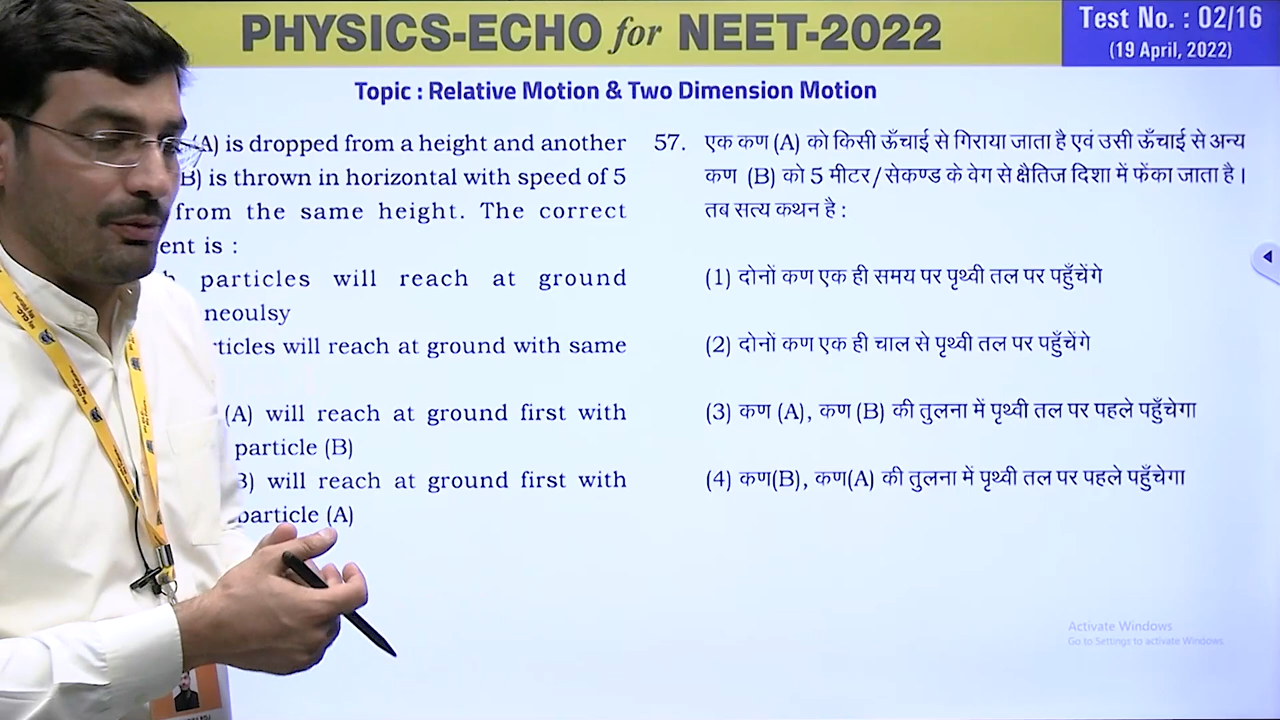 PHYSICS-ECHO for NEET-2022
Test No. : 02/16
(19 April, 2022)
Topic : Relative Motion & Two Dimension Motion
(A) is dropped from a height and another
B) is thrown in horizontal with speed of 5
from the same height. The correct
ent is :
particles will reach at ground
neoulsy
ticles will reach at ground with same
(A) will reach at ground first with
particle (B)
B) will reach at ground first with
particle (A)
57. एक कण (A) को किसी ऊँचाई से गिराया जाता है एवं उसी ऊँचाई से अन्य
कण (B) को 5 मीटर/सेकण्ड के वेग से क्षैतिज दिशा में फेंका जाता है।
तब सत्य कथन है :
(1) दोनों कण एक ही समय पर पृथ्वी तल पर पहुँचेंगे
(2) दोनों कण एक ही चाल से पृथ्वी तल पर पहुँचेंगे
(3) कण (A), कण (B) की तुलना में पृथ्वी तल पर पहले पहुँचेगा
(4) कण(B), कण(A) की तुलना में पृथ्वी तल पर पहले पहुँचेगा
Activate Windows
Go to Settings to activate Windows.